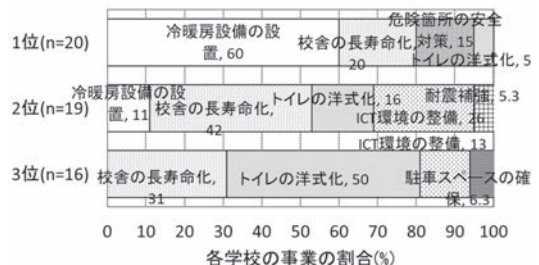 1位(n=20)
冷暖房設備の設
置, 60
校舎の長寿命化,
20
危険箇所の安全
対策, 15
トイレの洋式化, 5
2位(n=19)
冷暖房設備の設
置, 11
校舎の長寿命化,
42
トイレの洋式化, 16
ICT環境の整備, 26
耐震補強, 5.3
3位(n=16)
校舎の長寿命化,
31
トイレの洋式化, 50
ICT環境の整備, 13
駐車スペースの確
保, 6.3
0 10 20 30 40 50 60 70 80 90 100
各学校の事業の割合(%)